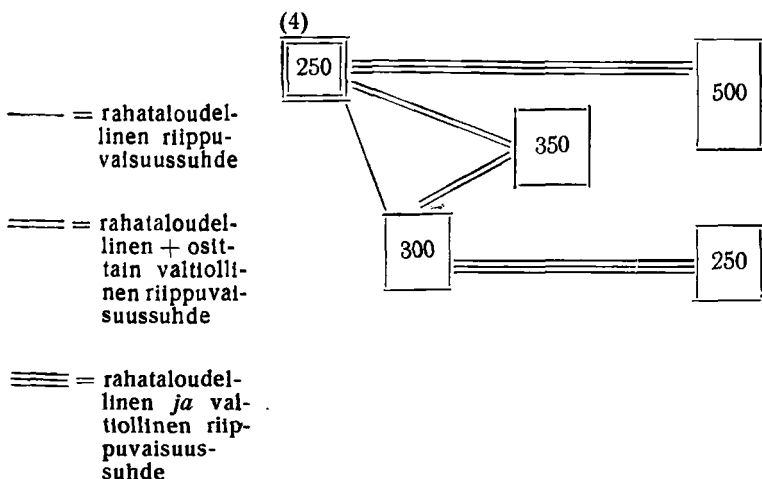 (4)
250
500
350
300
250
= rahataloudel-
linen riippu-
vaisuussuhde
= rahataloudel-
linen + osit-
tain valtiolli-
nen riippuvai-
suussuhde
= rahataloudel-
linen ja val-
tiollinen riip-
puvaisuus-
suhde